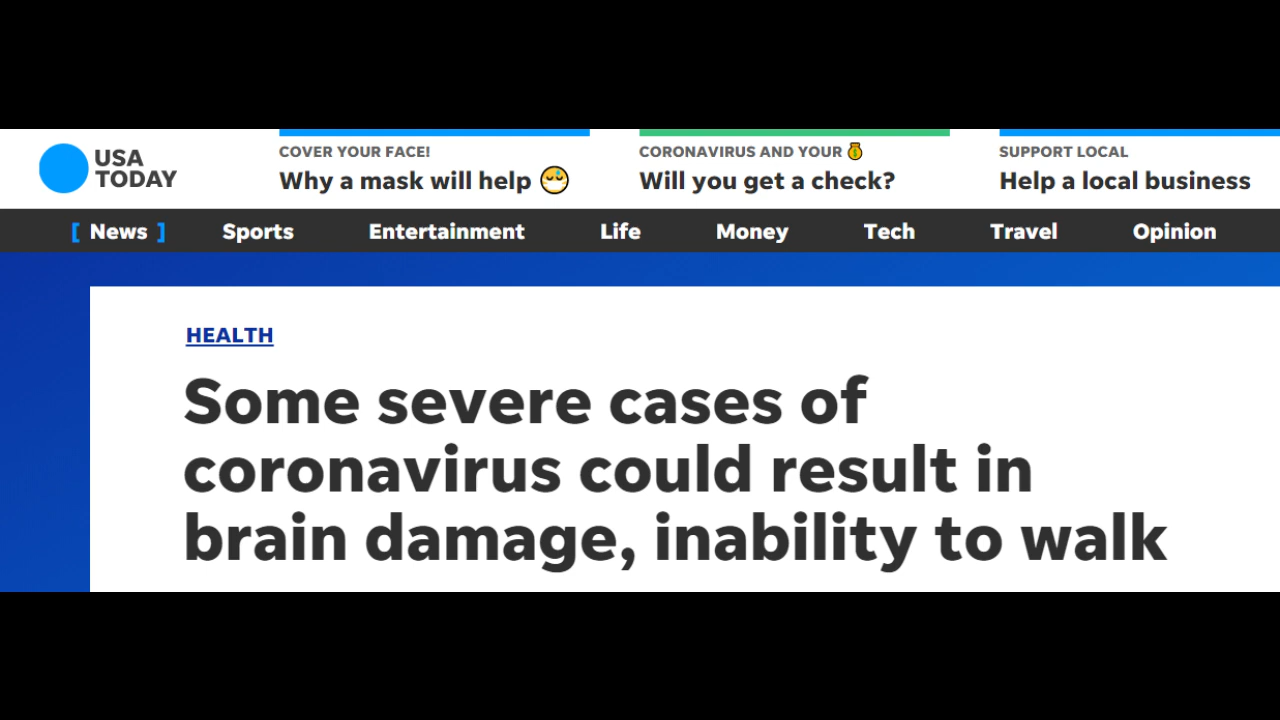 USA
TODAY
COVER YOUR FACE!
Why a mask will help 😷
CORONAVIRUS AND YOUR 💰
Will you get a check?
SUPPORT LOCAL
Help a local business
[ News ] Sports Entertainment Life Money Tech Travel Opinion
HEALTH
Some severe cases of
coronavirus could result in
brain damage, inability to walk